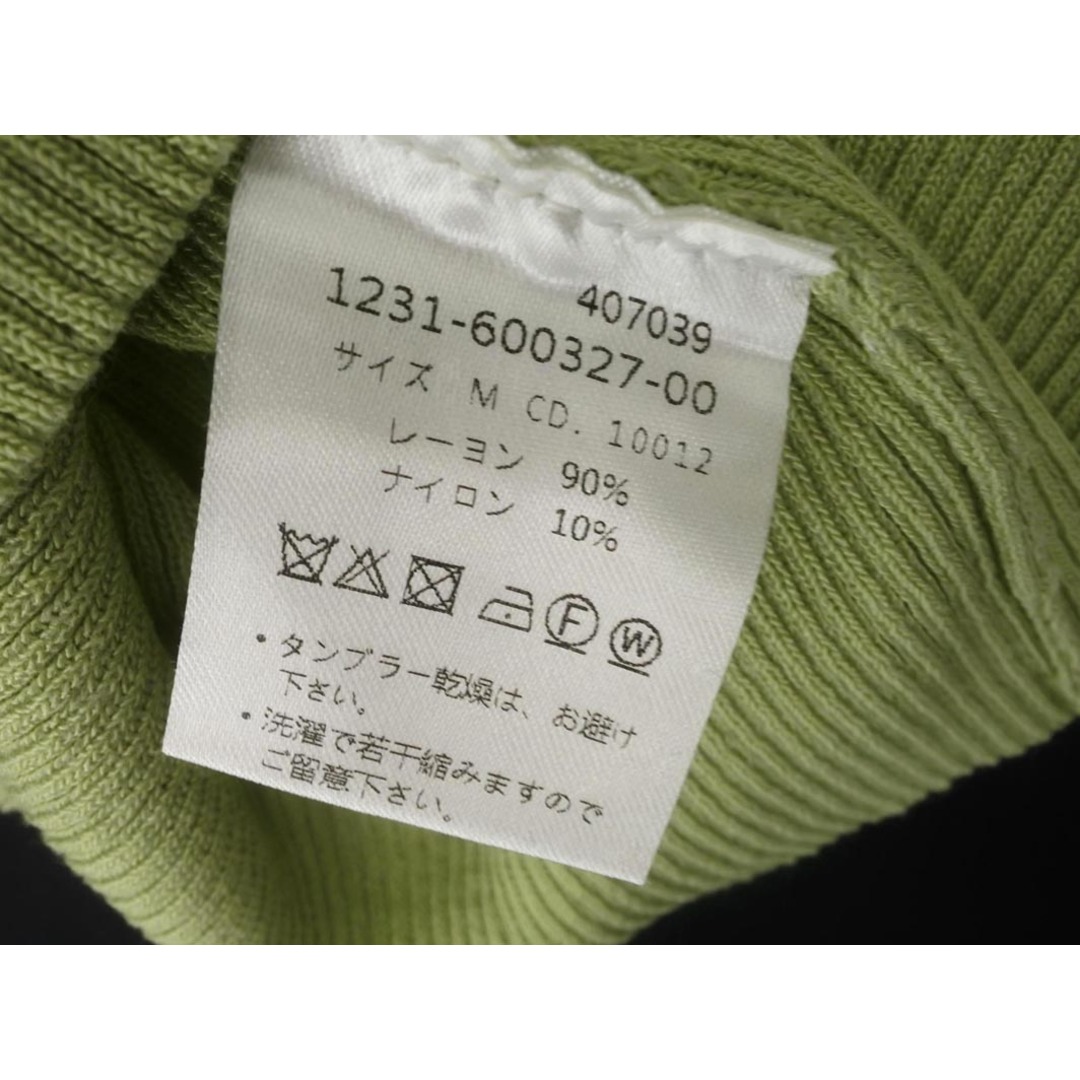 407039
1231-600327-00
サイズ M CD. 10012
レーヨン 90%
ナイロン 10%
F W
・タンブラー乾燥は、お避け
下さい。
・洗濯で若干縮みますので
ご留意下さい。